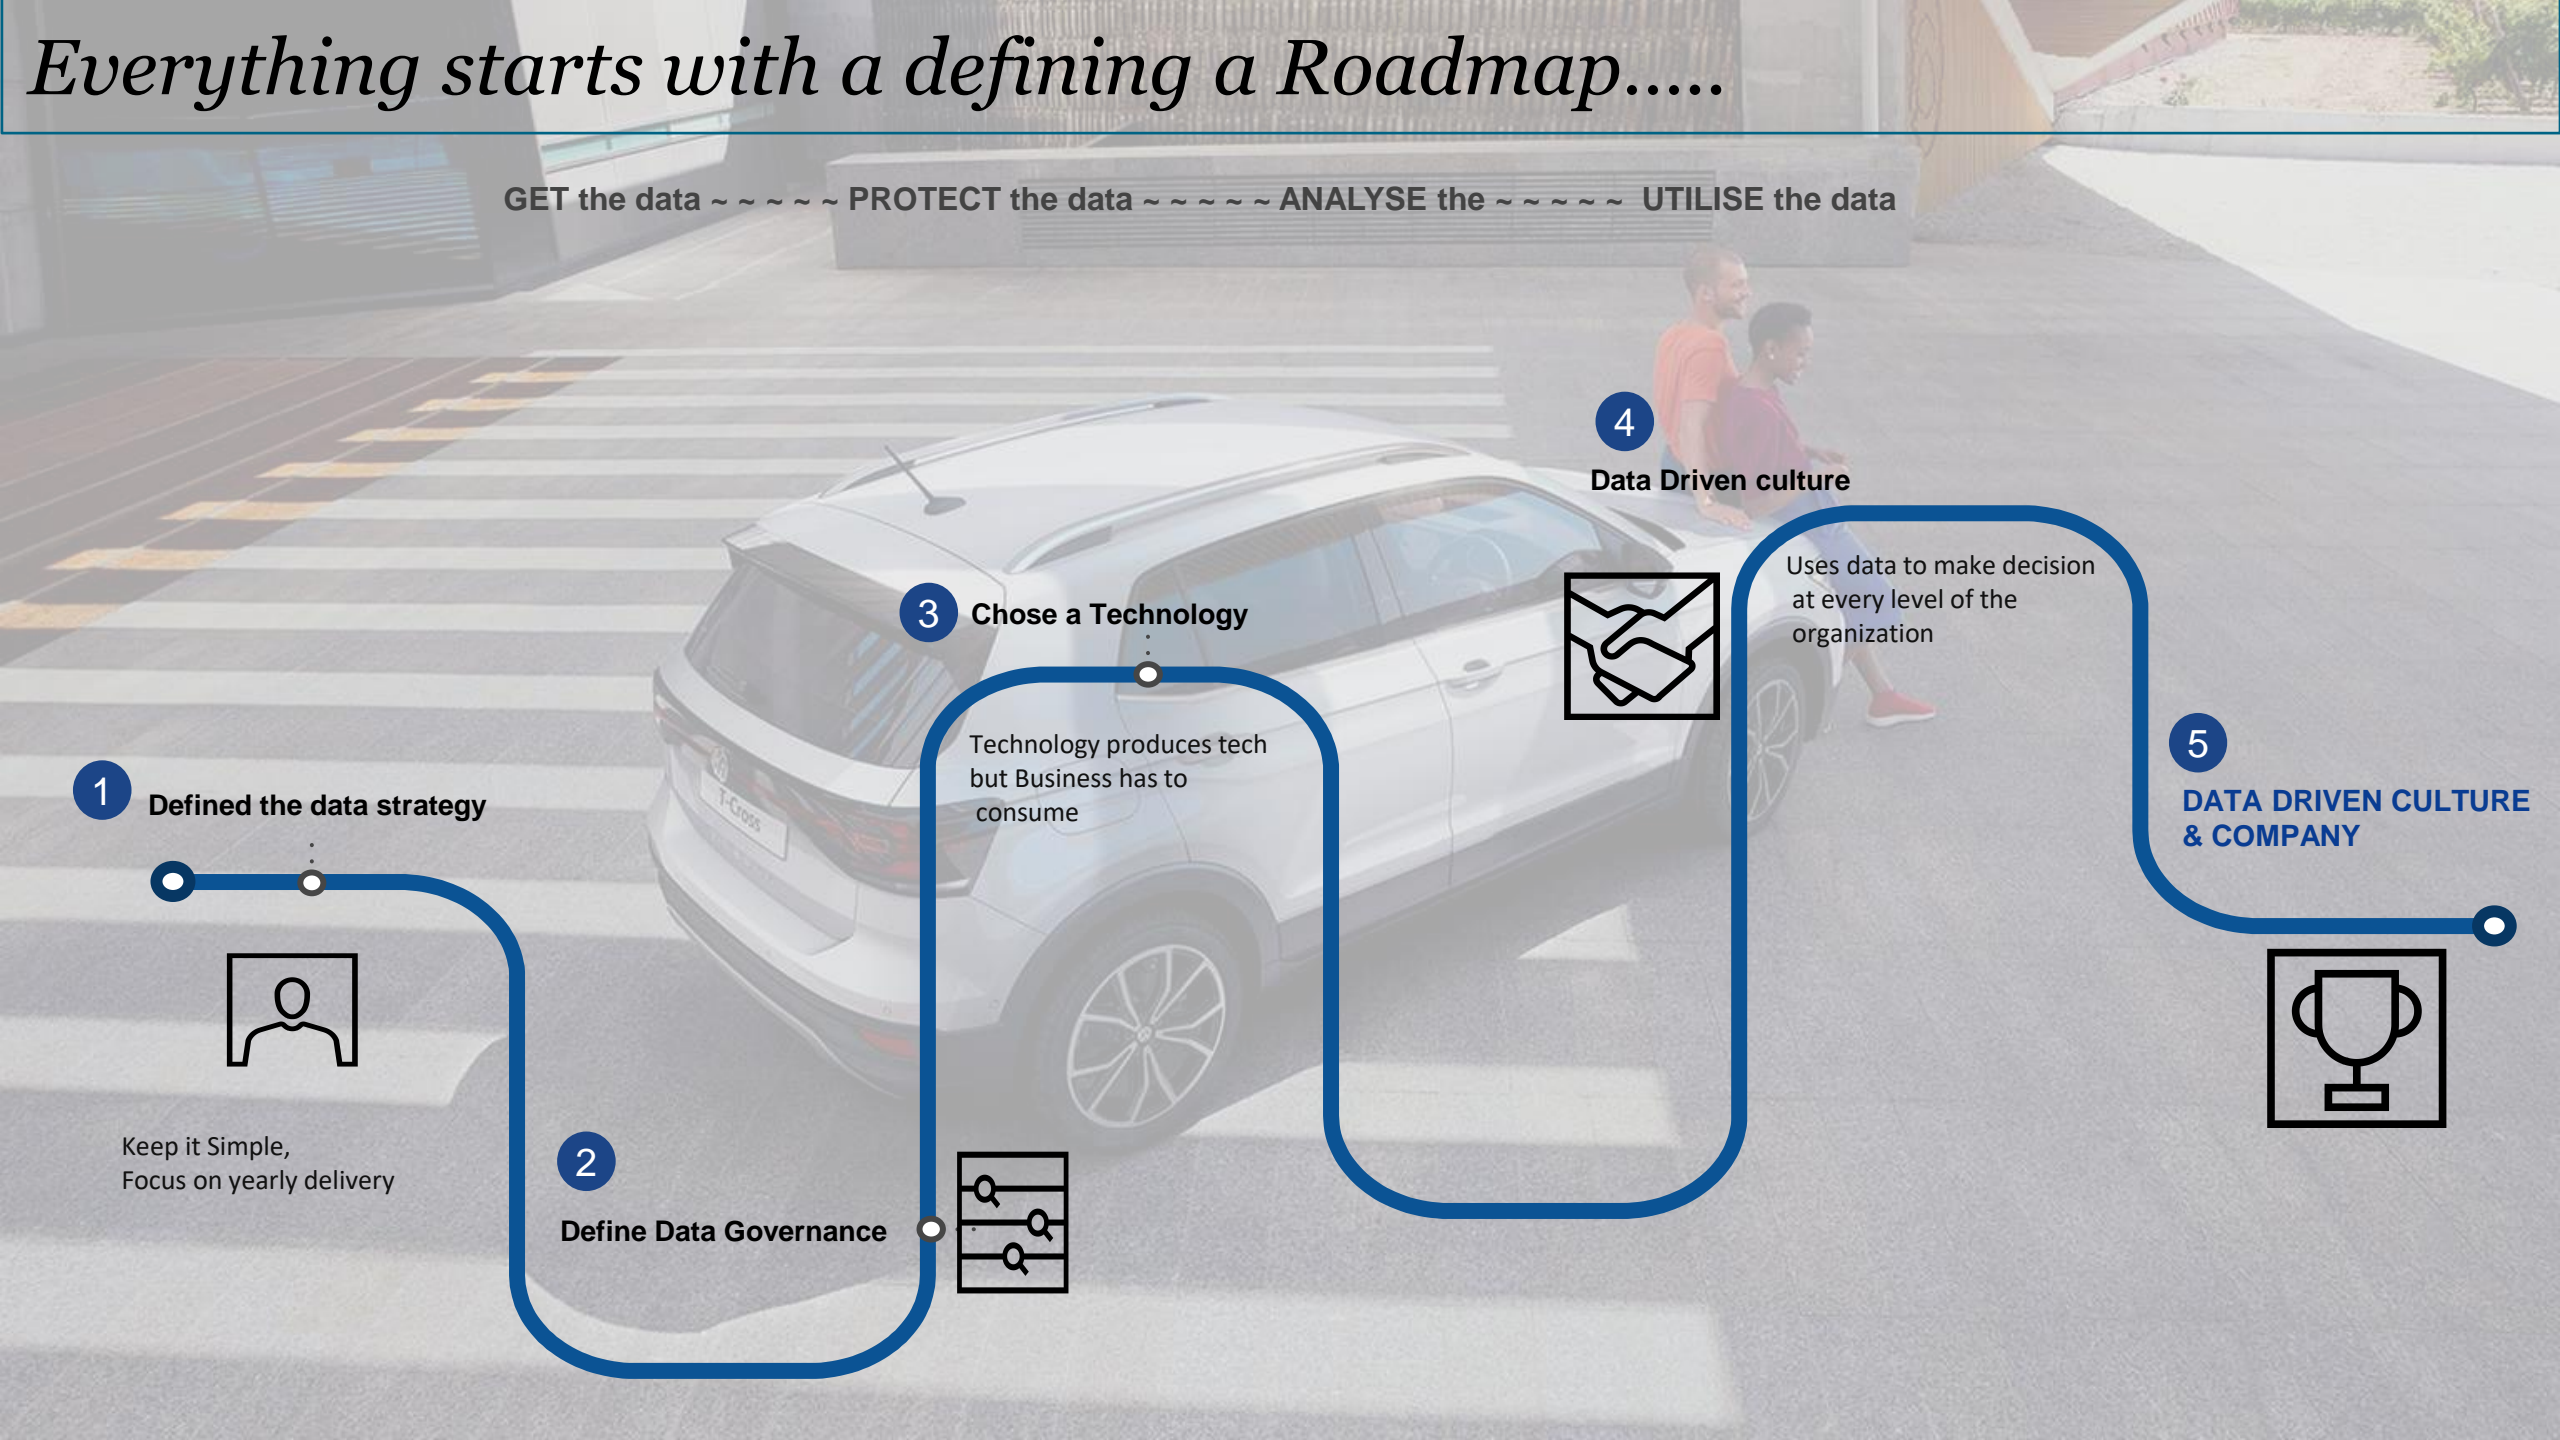 Everything starts with a defining a Roadmap.....
GET the data ~ ~ ~ ~ ~ PROTECT the data ~ ~ ~ ~ ~ ANALYSE the ~ ~ ~ ~ ~ UTILISE the data
1
Defined the data strategy
Keep it Simple,
Focus on yearly delivery
2
Define Data Governance
3
Chose a Technology
Technology produces tech
but Business has to
consume
4
Data Driven culture
Uses data to make decision
at every level of the
organization
5
DATA DRIVEN CULTURE
& COMPANY
T-Cross